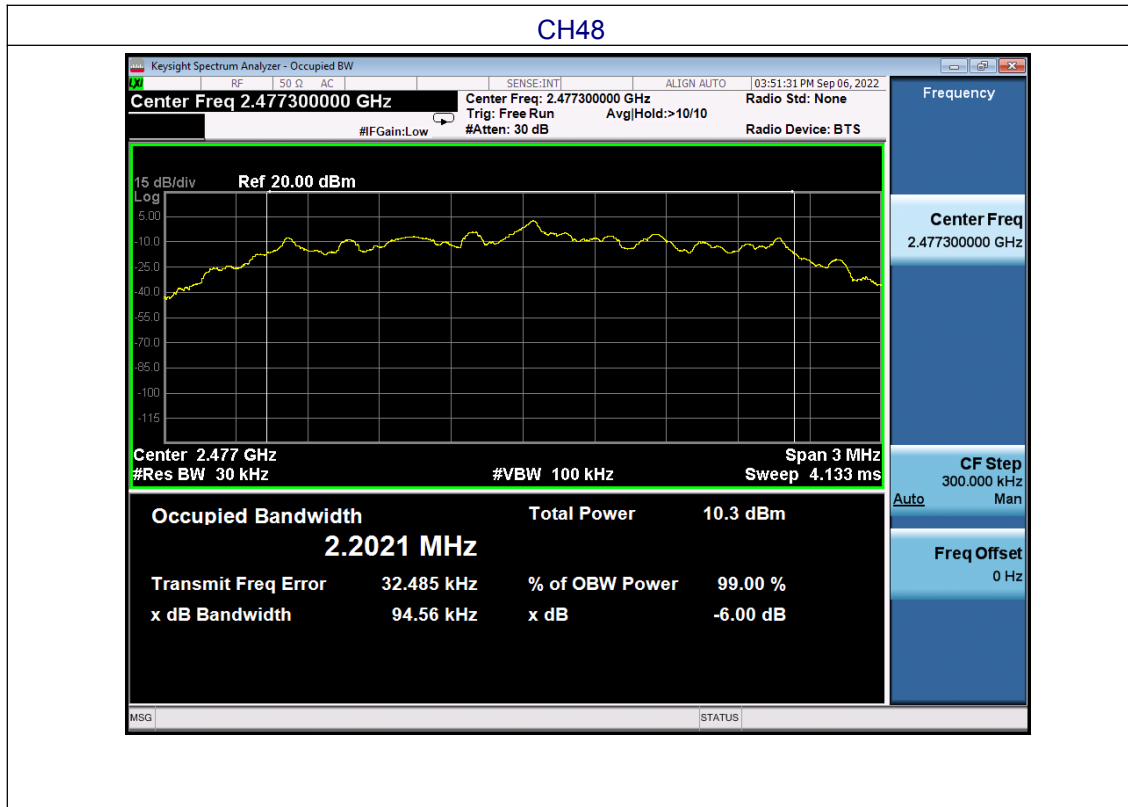 CH48
Keysight Spectrum Analyzer - Occupied BW
LXI RF 50 Ω AC SENSE:INT ALIGN AUTO 03:51:31 PM Sep 06, 2022
Center Freq 2.477300000 GHz
Center Freq: 2.477300000 GHz
Radio Std: None
Trig: Free Run Avg|Hold:>10/10
#IFGain:Low #Atten: 30 dB Radio Device: BTS
15 dB/div Ref 20.00 dBm
Log
5.00
-10.0
-25.0
-40.0
-55.0
-70.0
-85.0
-100
-115
Center 2.477 GHz Span 3 MHz
#Res BW 30 kHz #VBW 100 kHz Sweep 4.133 ms
Occupied Bandwidth Total Power 10.3 dBm
2.2021 MHz
Transmit Freq Error 32.485 kHz % of OBW Power 99.00 %
x dB Bandwidth 94.56 kHz x dB -6.00 dB
Frequency
Center Freq
2.477300000 GHz
CF Step
300.000 kHz
Auto Man
Freq Offset
0 Hz
MSG STATUS